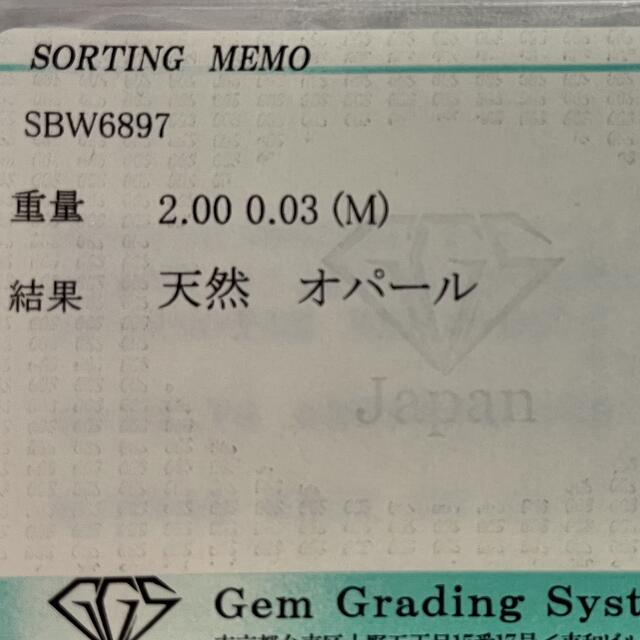 SORTING MEMO
SBW6897
重量 2.00 0.03 (M)
結果 天然 オパール
Japan
GGS Gem Grading Syst